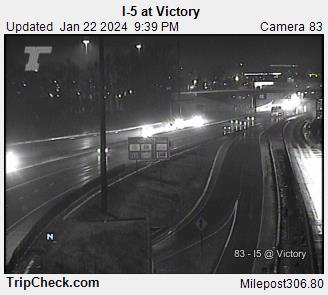 I-5 at Victory
Updated  Jan 22 2024  9:39 PM
Camera 83
T
N
83 - I5 @ Victory
TripCheck.com
Milepost306.80